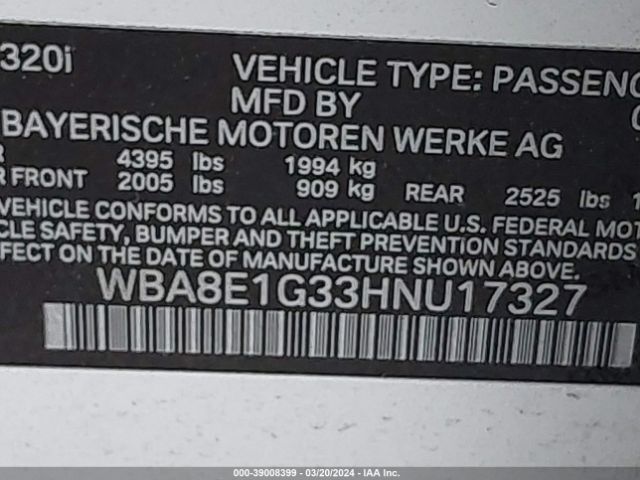 320i
VEHICLE TYPE: PASSENG
MFD BY
BAYERISCHE MOTOREN WERKE AG
R 4395 lbs 1994 kg
R FRONT 2005 lbs 909 kg REAR 2525 lbs 1
VEHICLE CONFORMS TO ALL APPLICABLE U.S. FEDERAL MOT
CLE SAFETY, BUMPER AND THEFT PREVENTION STANDARDS
FFECT ON THE DATE OF MANUFACTURE SHOWN ABOVE
WBA8E1G33HNU17327
000-39008399 — 03/20/2024 — IAA Inc.